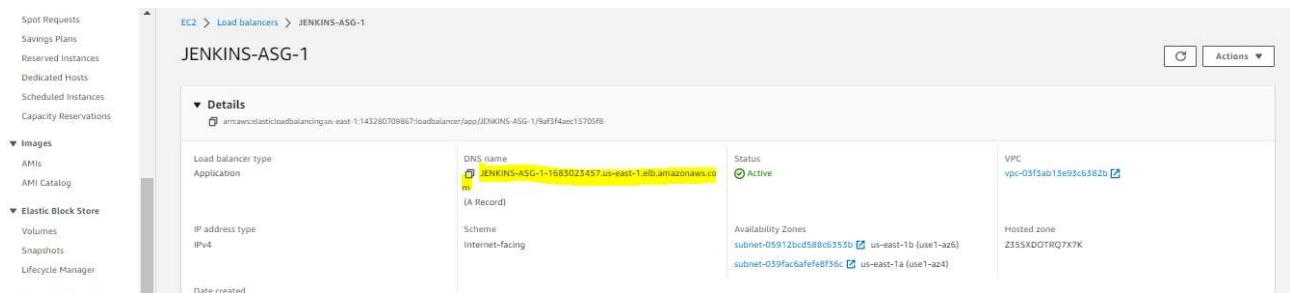 Spot Requests
Savings Plans
Reserved Instances
Dedicated Hosts
Scheduled Instances
Capacity Reservations
Images
AMIs
AMI Catalog
Elastic Block Store
Volumes
Snapshots
Lifecycle Manager
EC2 > Load balancers > JENKINS-ASG-1
JENKINS-ASG-1
Actions
Details
arn:aws:elasticloadbalancing:us-east-1:143280709867:loadbalancer/app/JENKINS-ASG-1/9af3f4aec15705f8
Load balancer type
Application
DNS name
JENKINS-ASG-1-1683023457.us-east-1.elb.amazonaws.co
m
(A Record)
Status
Active
VPC
vpc-03f3ab13e93c6382b
IP address type
IPv4
Scheme
Internet-facing
Availability Zones
subnet-05912bcd588c6353b us-east-1b (use1-az6)
subnet-039fac6afefe8f36c us-east-1a (use1-az4)
Hosted zone
Z35SXDOTRQ7X7K
Date created